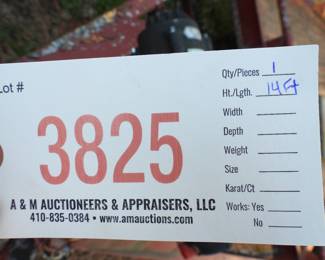 Lot #
3825
A & M AUCTIONEERS & APPRAISERS, LLC
410-835-0384 • www.amauctions.com
Qty/Pieces 1
Ht./Lgth. 14 Ft
Width
Depth
Weight
Size
Karat/Ct
Works: Yes
No